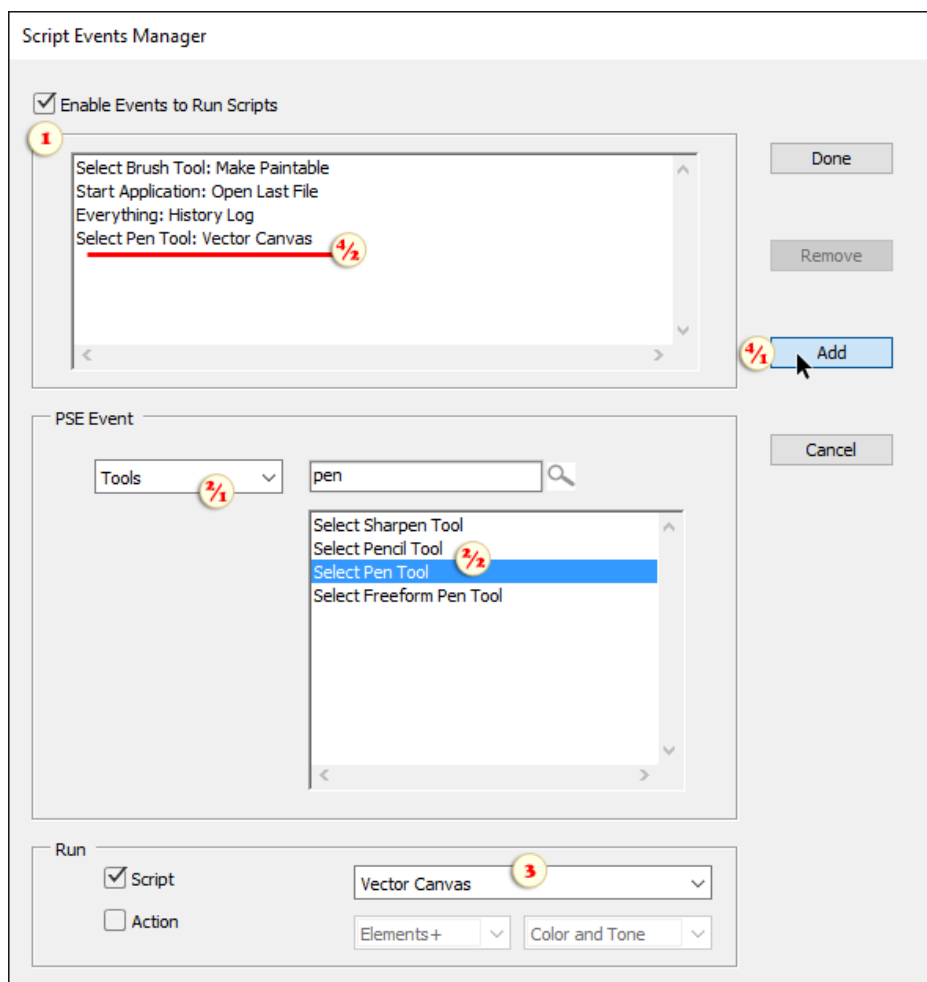 Script Events Manager
Enable Events to Run Scripts
1
Select Brush Tool: Make Paintable
Start Application: Open Last File
Everything: History Log
Select Pen Tool: Vector Canvas
4/2
Done
Remove
4/1
Add
Cancel
PSE Event
Tools
2/1
pen
Select Sharpen Tool
Select Pencil Tool
2/2
Select Pen Tool
Select Freeform Pen Tool
Run
Script
Vector Canvas
3
Action
Elements+
Color and Tone